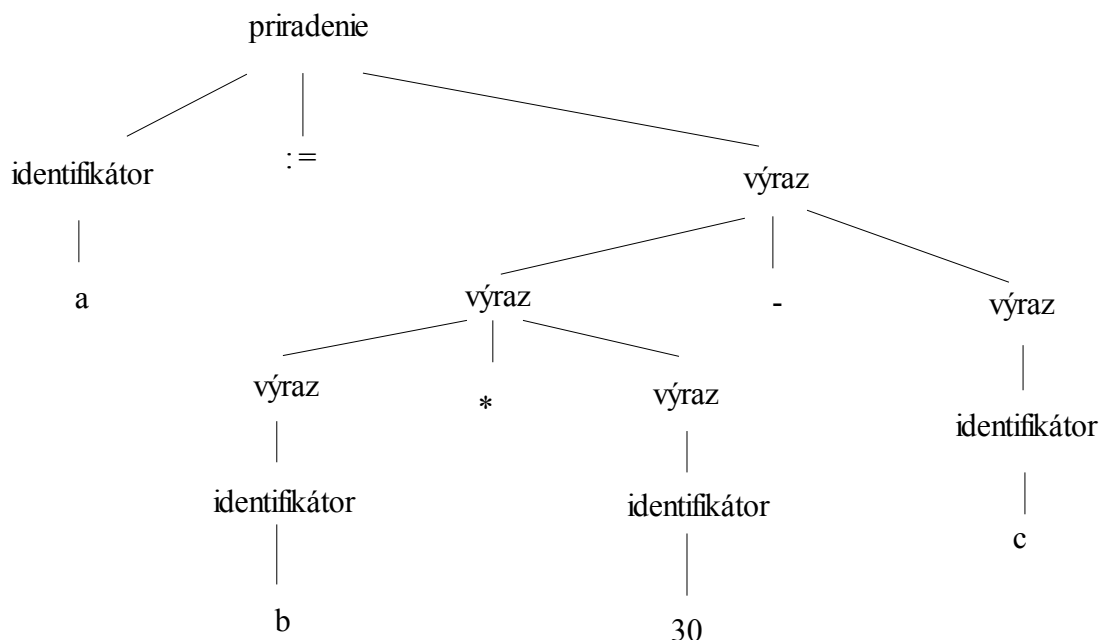 priradenie
identifikátor
:=
výraz
a
výraz
-
výraz
výraz
*
výraz
identifikátor
identifikátor
identifikátor
c
b
30